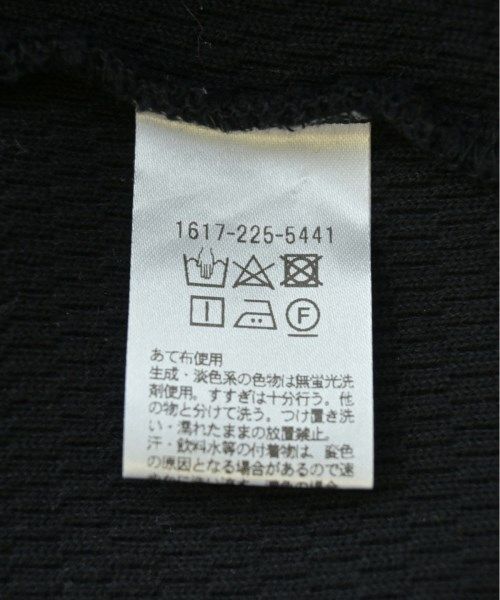 1617-225-5441
F
あて布使用
生成・淡色系の色物は無蛍光洗
剤使用。すすぎは十分行う。他
の物と分けて洗う。つけ置き洗
い・濡れたままの放置禁止。
汗・飲料水等の付着物は、変色
の原因となる場合があるので速